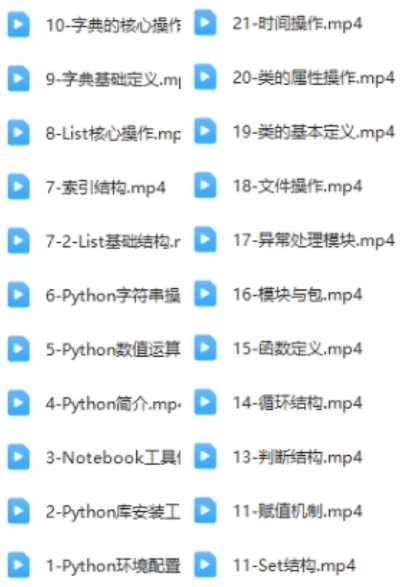 10-字典的核心操作
21-时间操作.mp4
9-字典基础定义.m
20-类的属性操作.mp4
8-List核心操作.mp
19-类的基本定义.mp4
7-索引结构.mp4
18-文件操作.mp4
7-2-List基础结构.r
17-异常处理模块.mp4
6-Python字符串操
16-模块与包.mp4
5-Python数值运算
15-函数定义.mp4
4-Python简介.mp
14-循环结构.mp4
3-Notebook工具
13-判断结构.mp4
2-Python库安装工
11-赋值机制.mp4
1-Python环境配置
11-Set结构.mp4